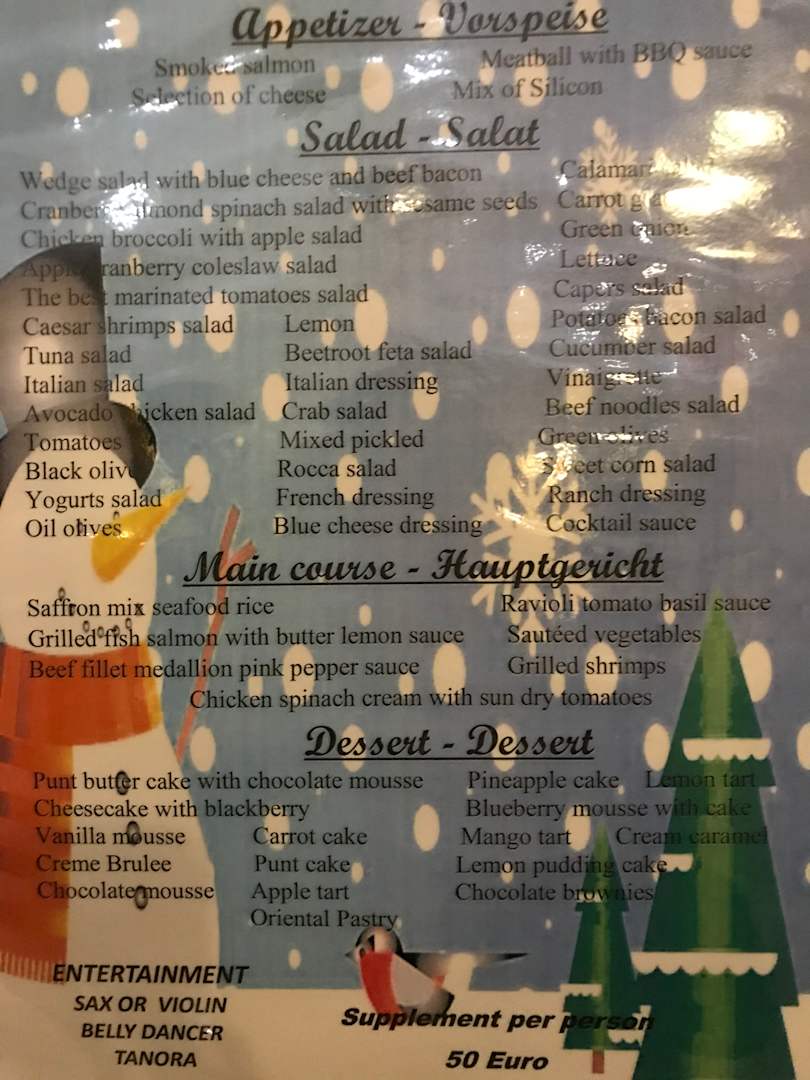 Appetizer - Vorspeise
Smoked salmon Meatball with BBQ sauce
Selection of cheese Mix of Silicon
Salad - Salat
Wedge salad with blue cheese and beef bacon Calamari
Cranberry almond spinach salad with sesame seeds Carrot
Chicken broccoli with apple salad Green onion
Apple cranberry coleslaw salad Lettuce
The best marinated tomatoes salad Capers salad
Caesar shrimps salad Lemon Potatoes bacon salad
Tuna salad Beetroot feta salad Cucumber salad
Italian salad Italian dressing Vinaigrette
Avocado chicken salad Crab salad Beef noodles salad
Tomatoes Mixed pickled Green olives
Black olive Rocca salad Sweet corn salad
Yogurts salad French dressing Ranch dressing
Oil olives Blue cheese dressing Cocktail sauce
Main course - Hauptgericht
Saffron mix seafood rice Ravioli tomato basil sauce
Grilled fish salmon with butter lemon sauce Sautéed vegetables
Beef fillet medallion pink pepper sauce Grilled shrimps
Chicken spinach cream with sun dry tomatoes
Dessert - Dessert
Punt butter cake with chocolate mousse Pineapple cake Lemon tart
Cheesecake with blackberry Blueberry mousse with cake
Vanilla mousse Carrot cake Mango tart Cream caramel
Creme Brulee Punt cake Lemon pudding cake
Chocolate mousse Apple tart Chocolate brownies
Oriental Pastry
ENTERTAINMENT
SAX OR VIOLIN
BELLY DANCER
TANORA
Supplement per person
50 Euro